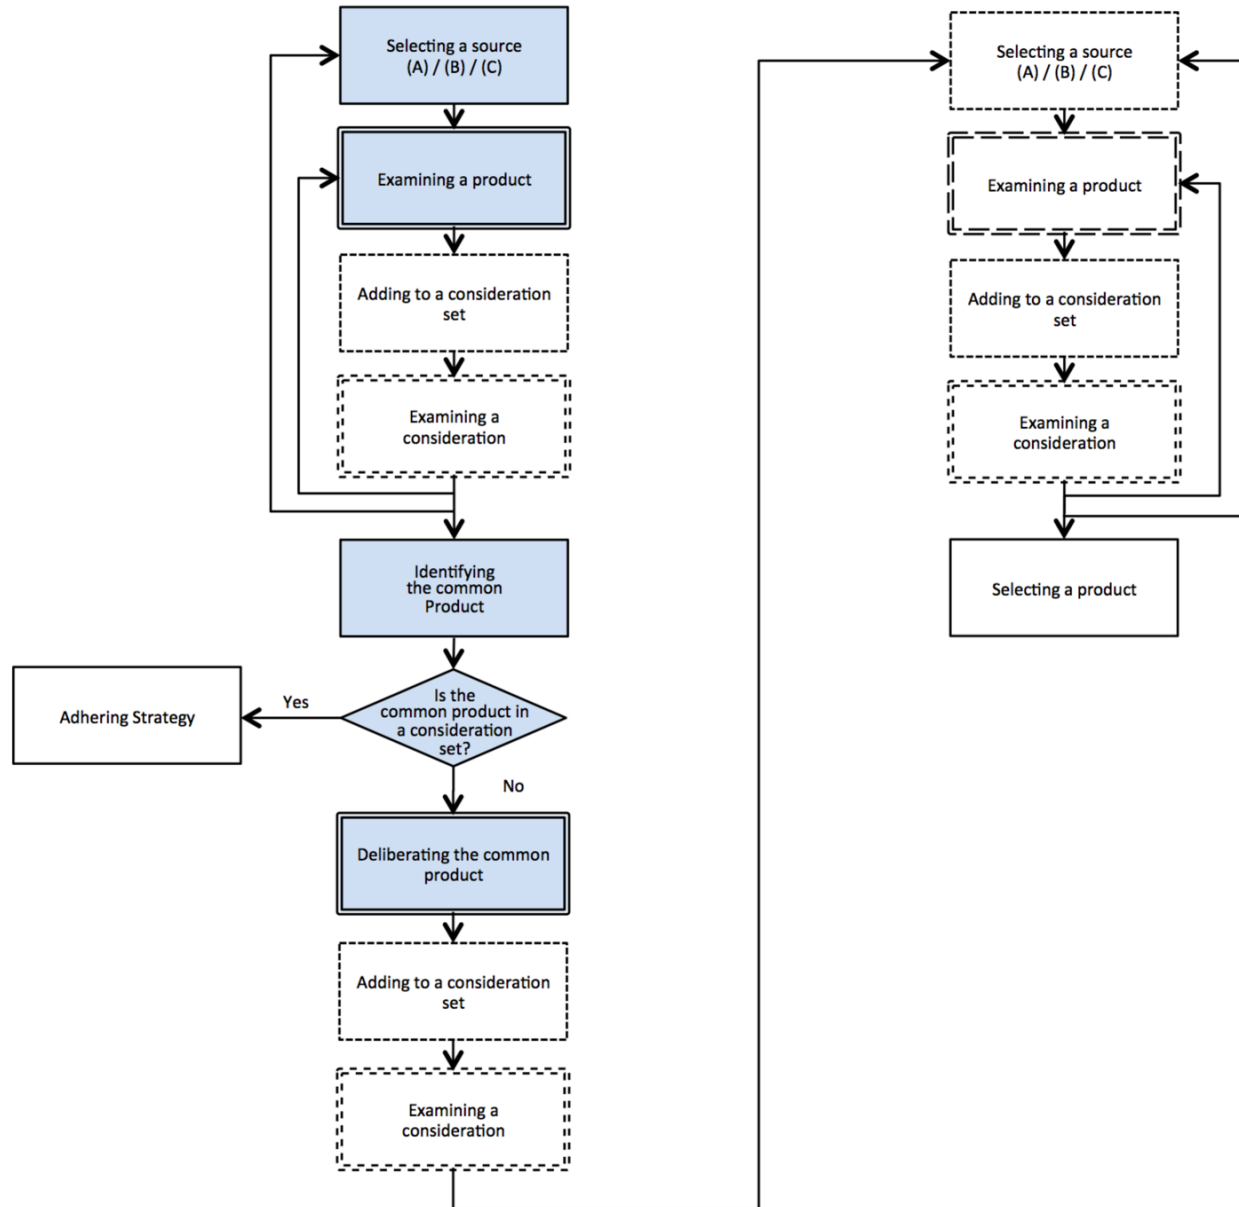 Selecting a source
(A) / (B) / (C)
Examining a product
Adding to a consideration
set
Examining a
consideration
Identifying
the common
Product
Is the
common product in
a consideration
set?
Yes
Adhering Strategy
No
Deliberating the common
product
Adding to a consideration
set
Examining a
consideration
Selecting a source
(A) / (B) / (C)
Examining a product
Adding to a consideration
set
Examining a
consideration
Selecting a product